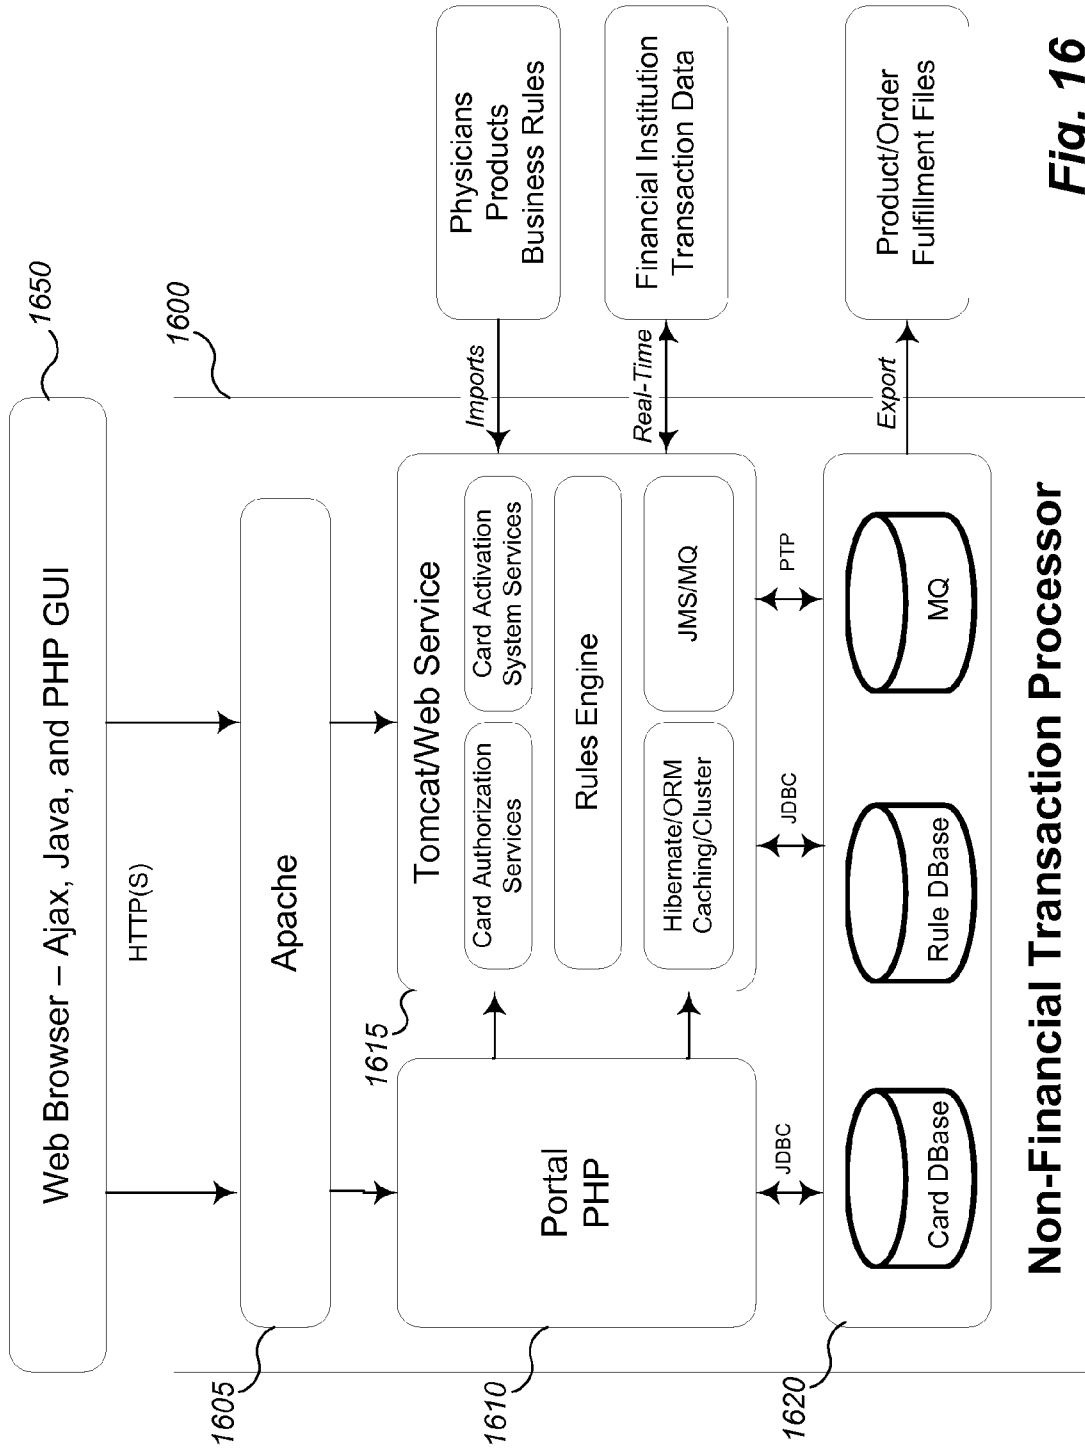 1650
Web Browser – Ajax, Java, and PHP GUI
HTTP(S)
1600
1605
Apache
1610
Portal
PHP
1615
Tomcat/Web Service
Card Authorization
Services
Card Activation
System Services
Rules Engine
Hibernate/ORM
Caching/Cluster
JMS/MQ
Imports
Physicians
Products
Business Rules
Real-Time
Financial Institution
Transaction Data
JDBC
JDBC
PTP
1620
Card DBase
Rule DBase
MQ
Export
Product/Order
Fulfillment Files
Non-Financial Transaction Processor
Fig. 16